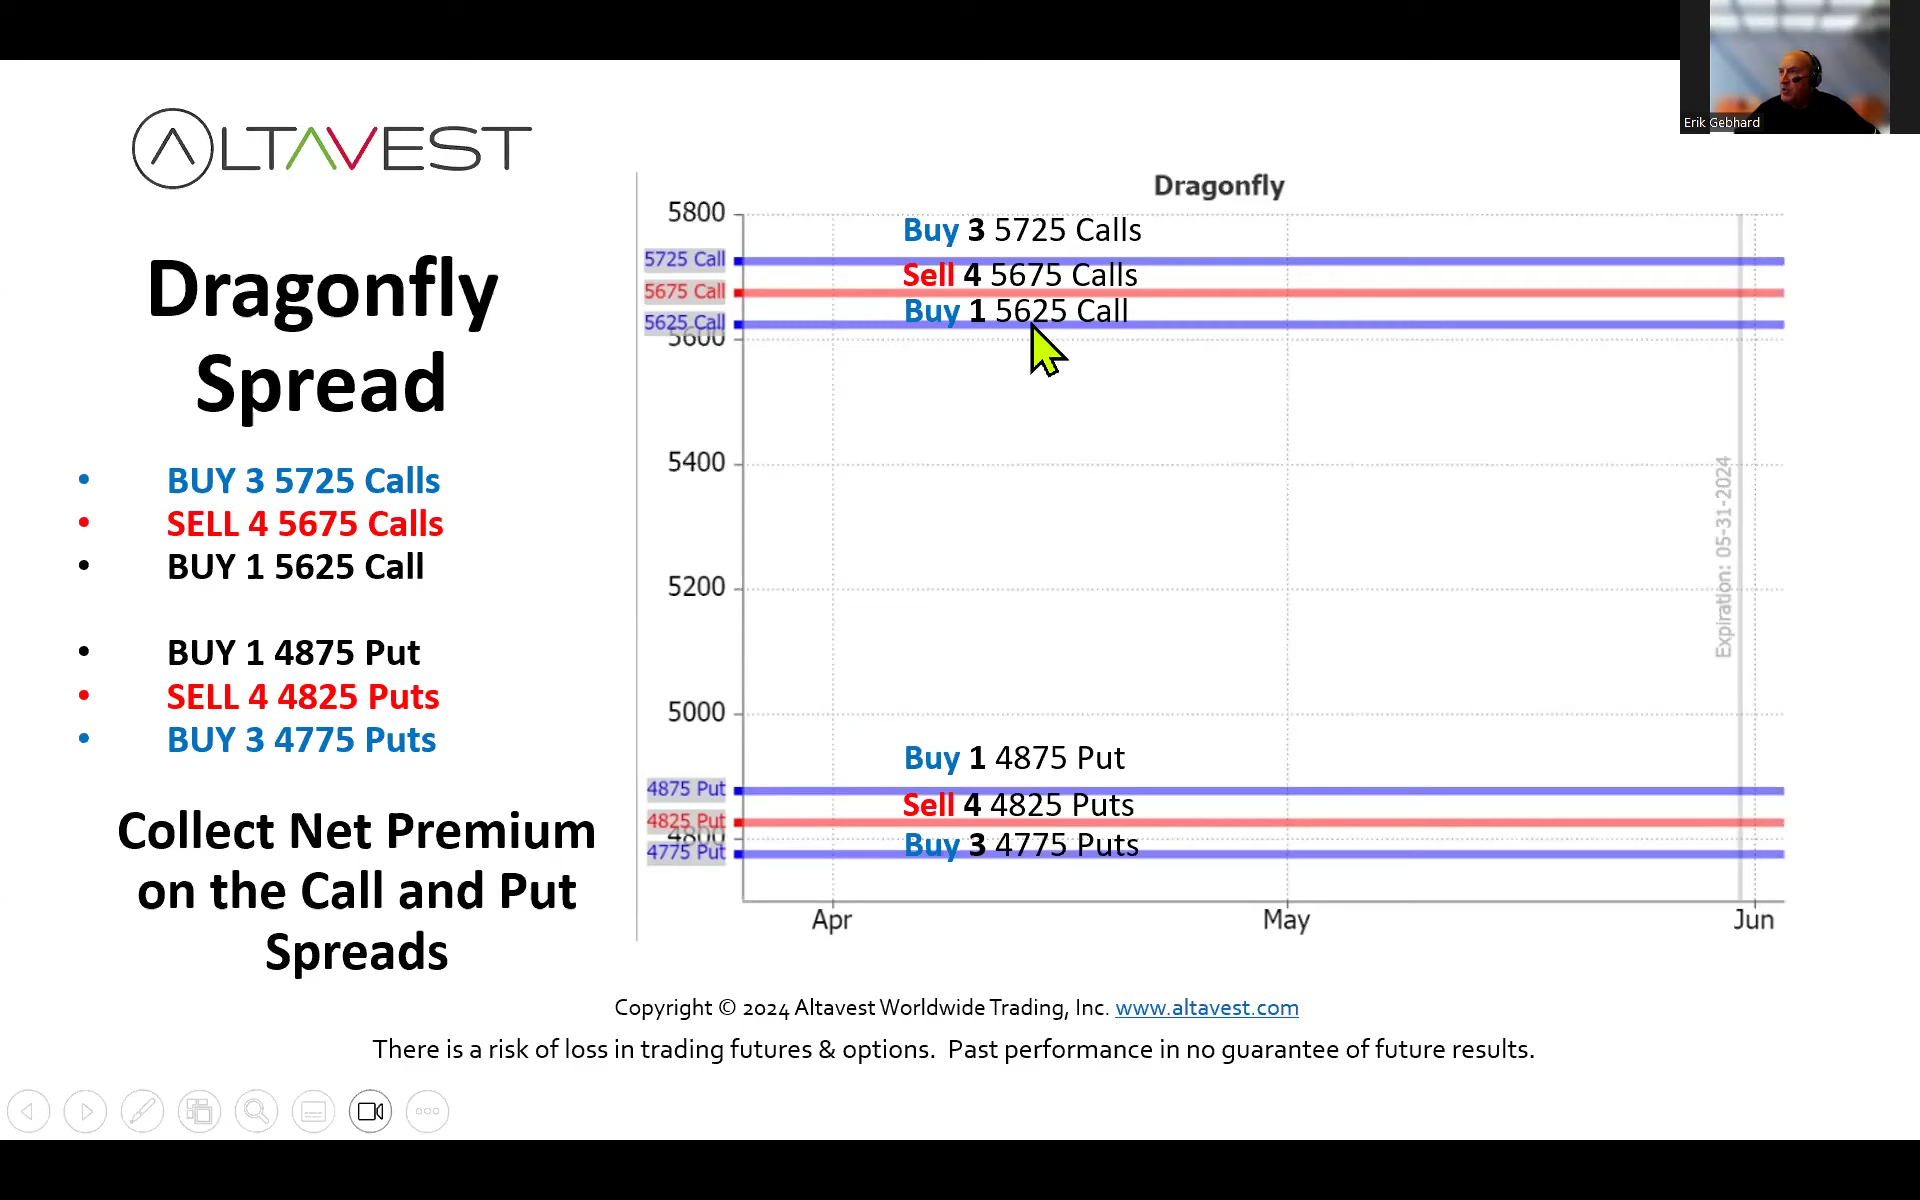 Erik Gebhard
ALTAVEST
Dragonfly
Spread
• BUY 3 5725 Calls
• SELL 4 5675 Calls
• BUY 1 5625 Call
• BUY 1 4875 Put
• SELL 4 4825 Puts
• BUY 3 4775 Puts
Collect Net Premium
on the Call and Put
Spreads
Dragonfly
5800
Buy 3 5725 Calls
5725 Call
Sell 4 5675 Calls
5675 Call
Buy 1 5625 Call
5625 Call
5600
5400
5200
5000
Expiration: 05-31-2024
Buy 1 4875 Put
4875 Put
Sell 4 4825 Puts
4825 Put
4800
Buy 3 4775 Puts
4775 Put
Apr May Jun
Copyright © 2024 Altavest Worldwide Trading, Inc. www.altavest.com
There is a risk of loss in trading futures & options. Past performance in no guarantee of future results.